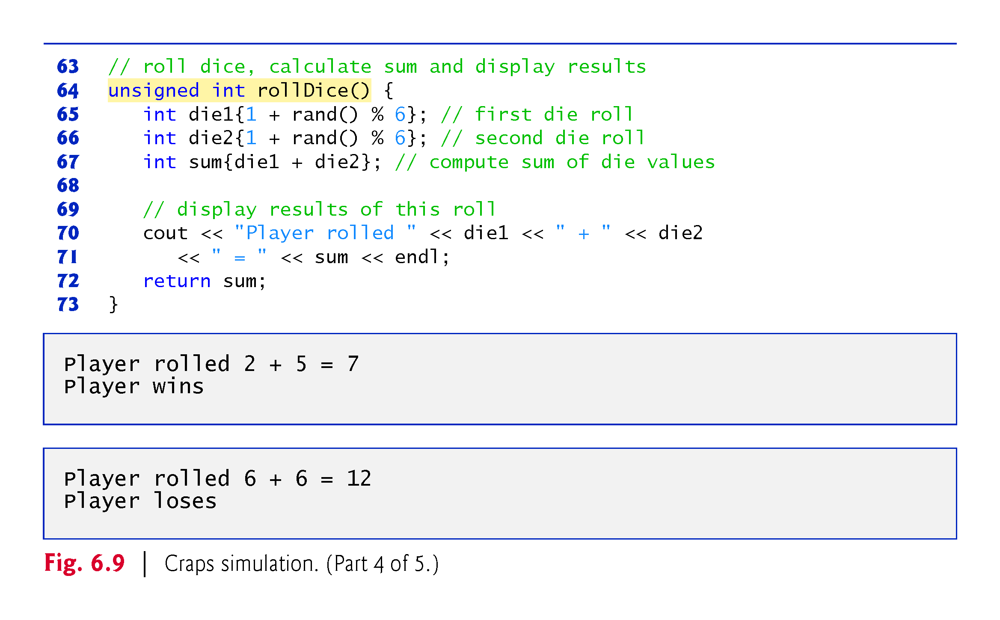 63 // roll dice, calculate sum and display results
64 unsigned int rollDice() {
65    int die1{1 + rand() % 6}; // first die roll
66    int die2{1 + rand() % 6}; // second die roll
67    int sum{die1 + die2}; // compute sum of die values
68
69    // display results of this roll
70    cout << "Player rolled " << die1 << " + " << die2
71       << " = " << sum << endl;
72    return sum;
73 }
Player rolled 2 + 5 = 7
Player wins
Player rolled 6 + 6 = 12
Player loses
Fig. 6.9 | Craps simulation. (Part 4 of 5.)